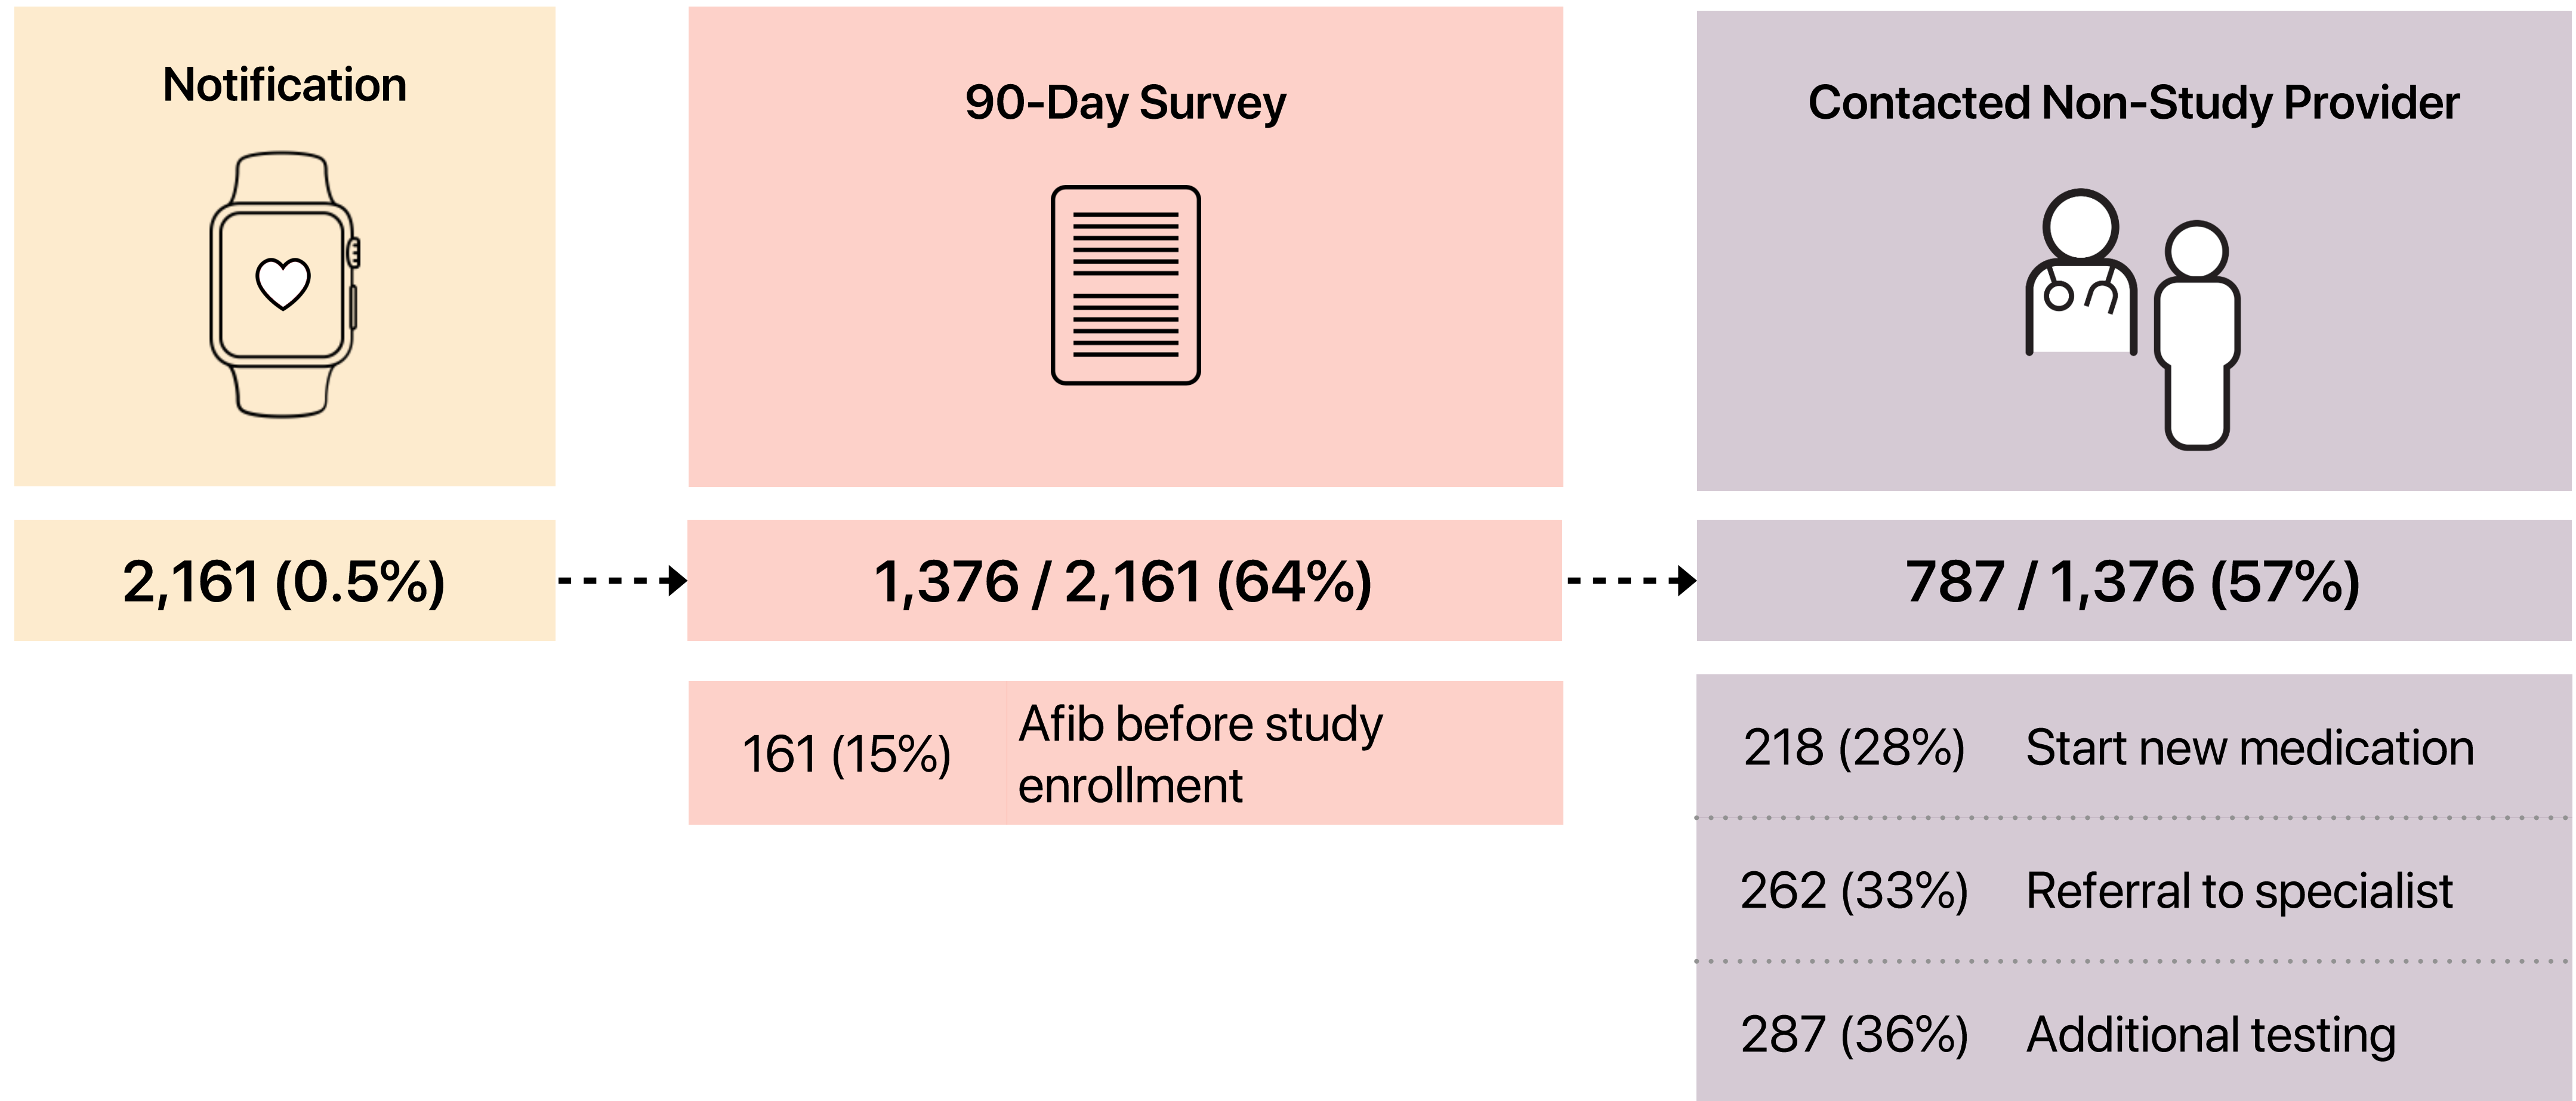 Notification
2,161 (0.5%)
90-Day Survey
1,376 / 2,161 (64%)
161 (15%)
Afib before study
enrollment
Contacted Non-Study Provider
787 / 1,376 (57%)
218 (28%) Start new medication
262 (33%) Referral to specialist
287 (36%) Additional testing